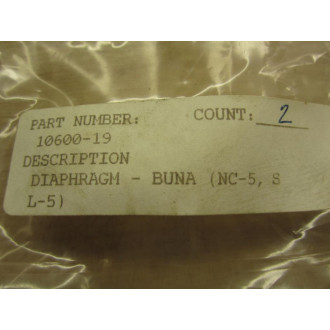 PART NUMBER: COUNT: 2
10600-19
DESCRIPTION
DIAPHRAGM - BUNA (NC-5, S
L-5)